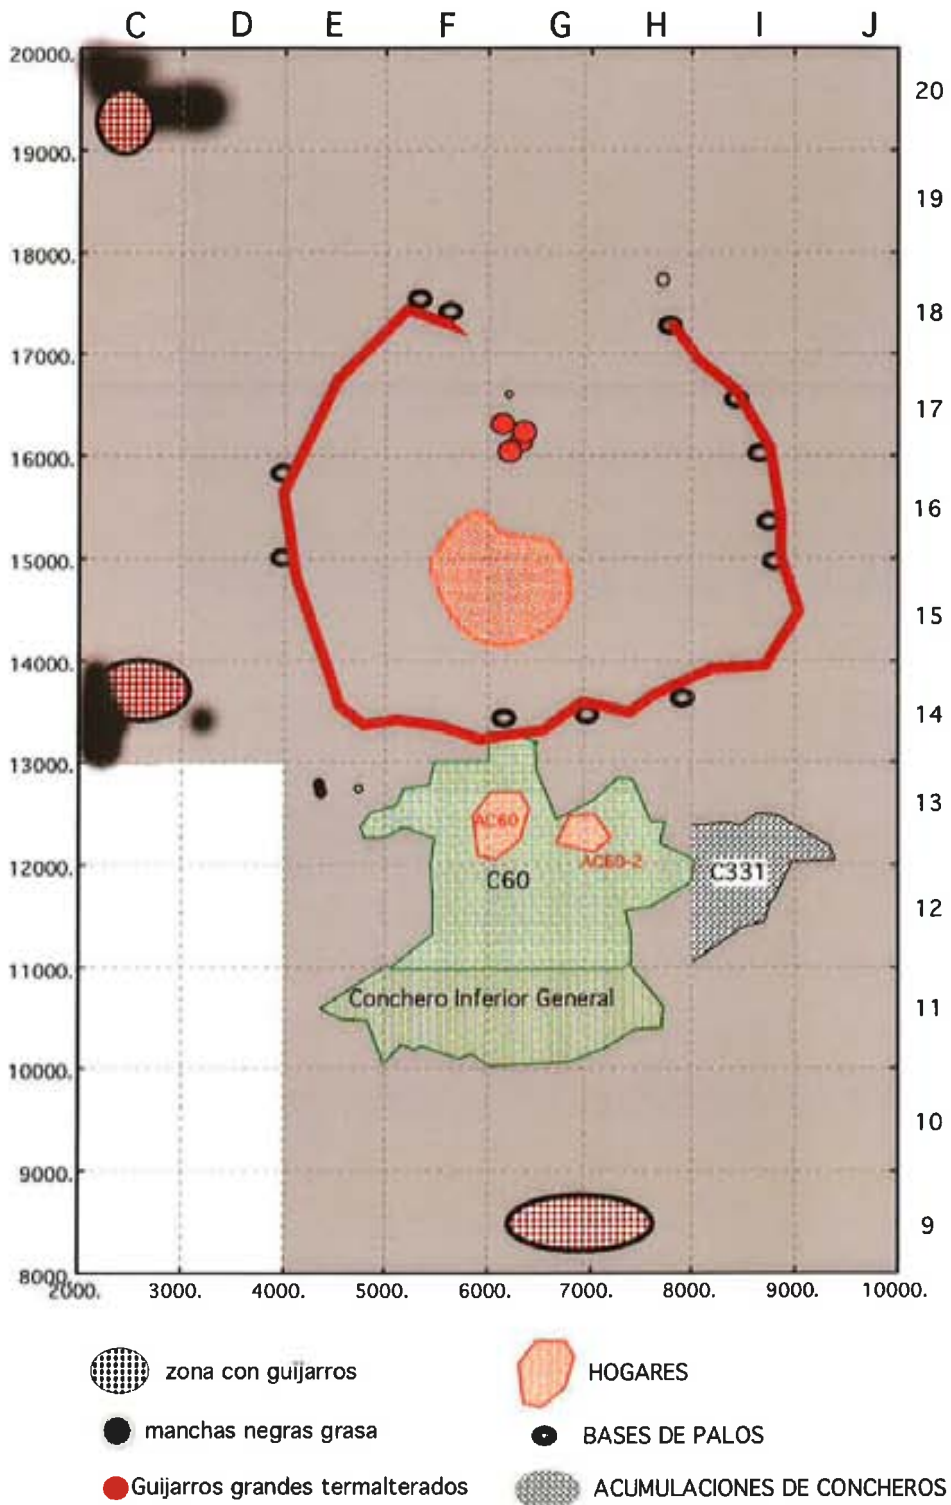 C D E F G H I J
20000.
20
19000.
19
18000.
18
17000.
17
16000.
16
15000.
15
14000.
14
13000.
13
AC60
AC60-2
12000.
C60
C331
12
11000.
Conchero Inferior General
11
10000.
10
9000.
9
8000.
2000. 3000. 4000. 5000. 6000. 7000. 8000. 9000. 10000.
zona con guijarros
HOGARES
manchas negras grasa
BASES DE PALOS
Guijarros grandes termalterados
ACUMULACIONES DE CONCHEROS